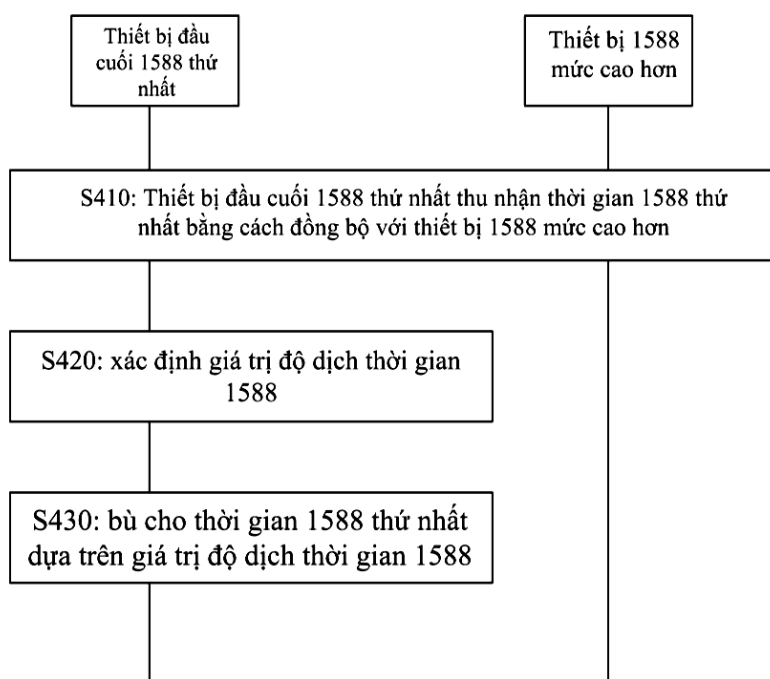 Thiết bị đầu
cuối 1588 thứ
nhất
Thiết bị 1588
mức cao hơn
S410: Thiết bị đầu cuối 1588 thứ nhất thu nhận thời gian 1588 thứ
nhất bằng cách đồng bộ với thiết bị 1588 mức cao hơn
S420: xác định giá trị độ dịch thời gian
1588
S430: bù cho thời gian 1588 thứ nhất
dựa trên giá trị độ dịch thời gian 1588